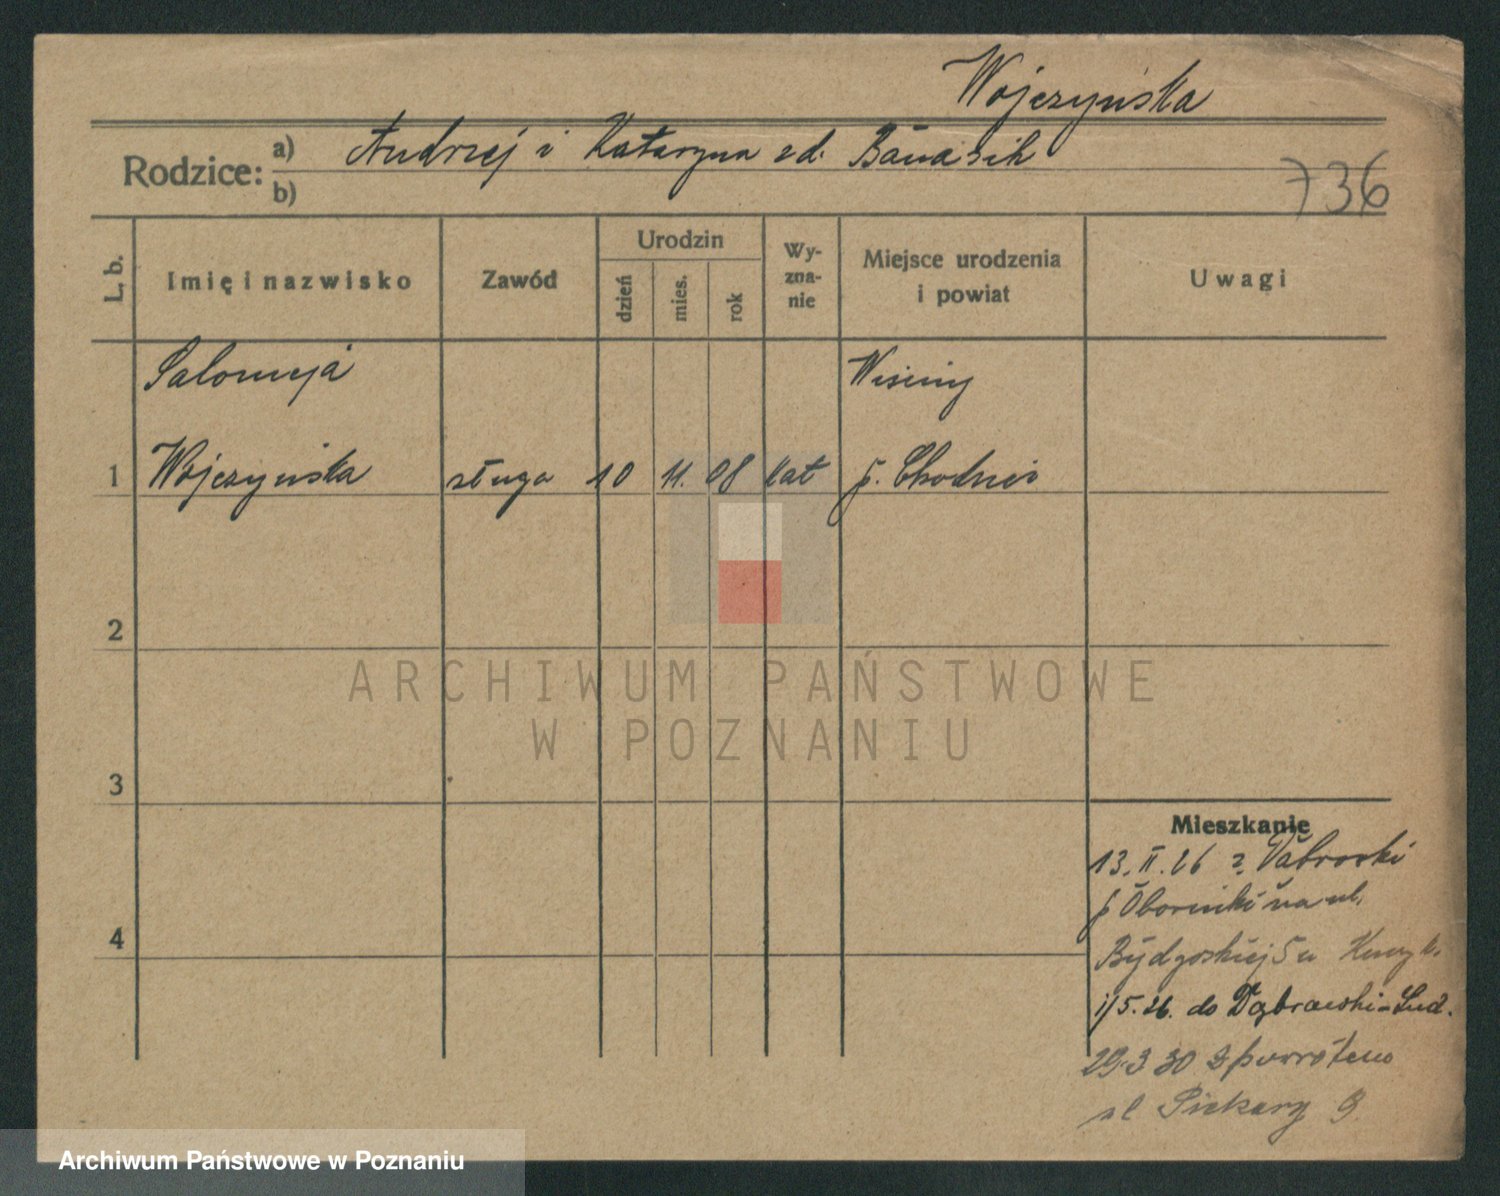 Wojczyńska
Rodzice:
a) Andrzej i Katarzyna zd. Banasik
b)
736
L. b.
Imię i nazwisko
Zawód
Urodzin
dzień
mies.
rok
Wy-
zna-
nie
Miejsce urodzenia
i powiat
Uwagi
Salomeja
1 Wojczyńska sługa 10 11. 08 kat p. Chodzież
2
3
4
Mieszkanie
13. II. 26 z
p Oborniki na ul.
Bydgoskiej 5 u
1/5. 26. do Dąbrowski-Lud.
29.3 30 z powrotem
ul Piekary 9
ARCHIWUM PAŃSTWOWE
W POZNANIU
Archiwum Państwowe w Poznaniu